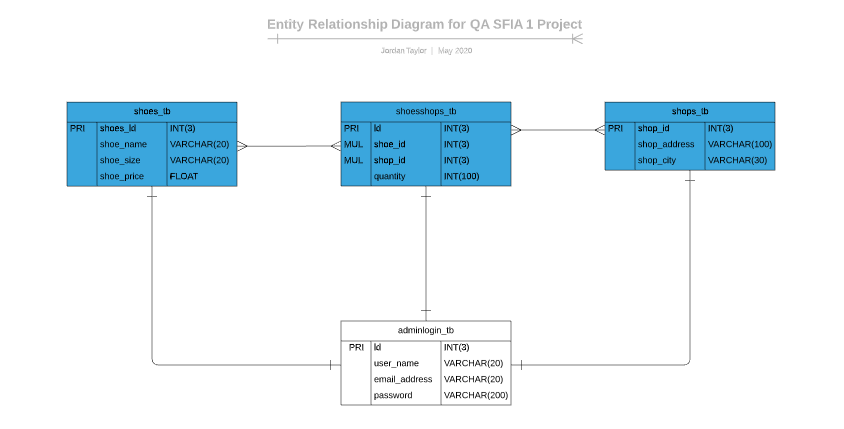 Entity Relationship Diagram for QA SFIA 1 Project
Jordan Taylor | May 2020
shoes_tb
PRI shoes_id INT(3)
shoe_name VARCHAR(20)
shoe_size VARCHAR(20)
shoe_price FLOAT
shoesshops_tb
PRI id INT(3)
MUL shoe_id INT(3)
MUL shop_id INT(3)
quantity INT(100)
shops_tb
PRI shop_id INT(3)
shop_address VARCHAR(100)
shop_city VARCHAR(30)
adminlogin_tb
PRI id INT(3)
user_name VARCHAR(20)
email_address VARCHAR(20)
password VARCHAR(200)